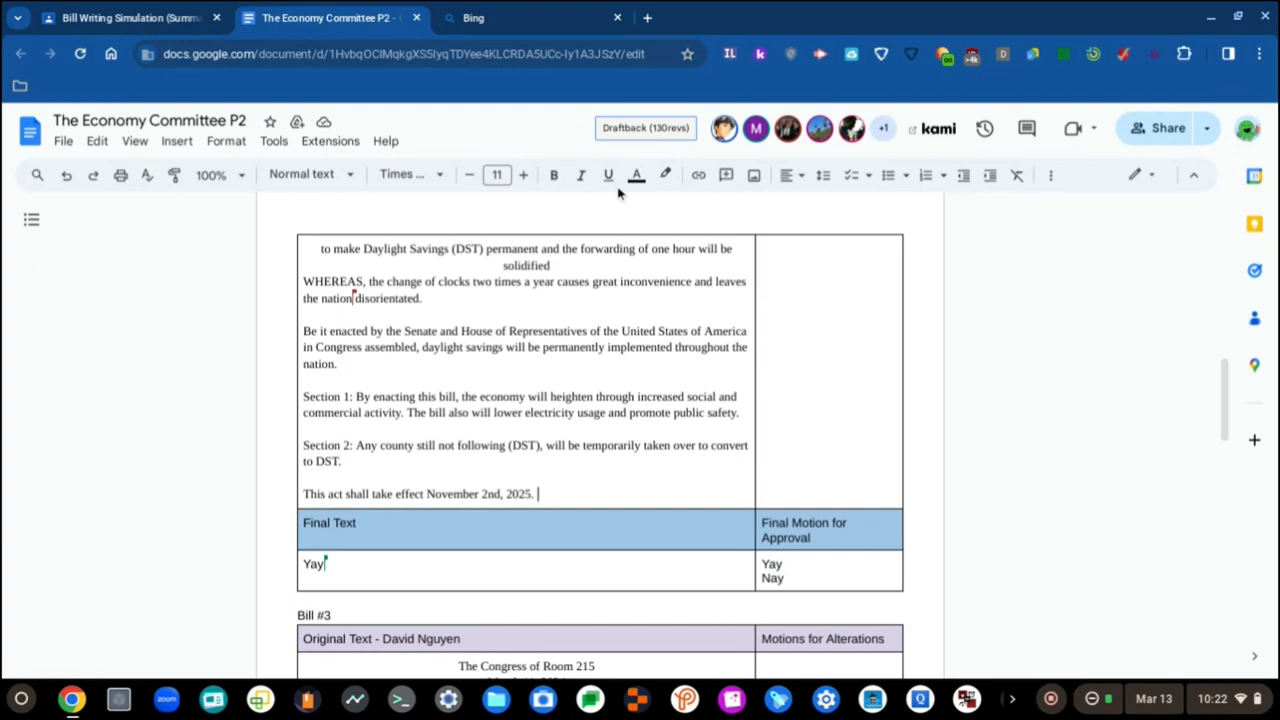 Bill Writing Simulation (Summ
The Economy Committee P2 -
Bing
docs.google.com/document/d/1HvbqOCIMqkgXS5IyqTDYee4KLCRDA5UCc-Iy1A3JSzY/edit
The Economy Committee P2
File Edit View Insert Format Tools Extensions Help
Draftback (130revs)
M
+1
kami
Share
100%
Normal text
Times ...
11
B I U A
to make Daylight Savings (DST) permanent and the forwarding of one hour will be
solidified
WHEREAS, the change of clocks two times a year causes great inconvenience and leaves
the nation disorientated.
Be it enacted by the Senate and House of Representatives of the United States of America
in Congress assembled, daylight savings will be permanently implemented throughout the
nation.
Section 1: By enacting this bill, the economy will heighten through increased social and
commercial activity. The bill also will lower electricity usage and promote public safety.
Section 2: Any county still not following (DST), will be temporarily taken over to convert
to DST.
This act shall take effect November 2nd, 2025.
Final Text
Final Motion for
Approval
Yay
Yay
Nay
Bill #3
Original Text - David Nguyen
Motions for Alterations
The Congress of Room 215
zoom
Mar 13
10:22